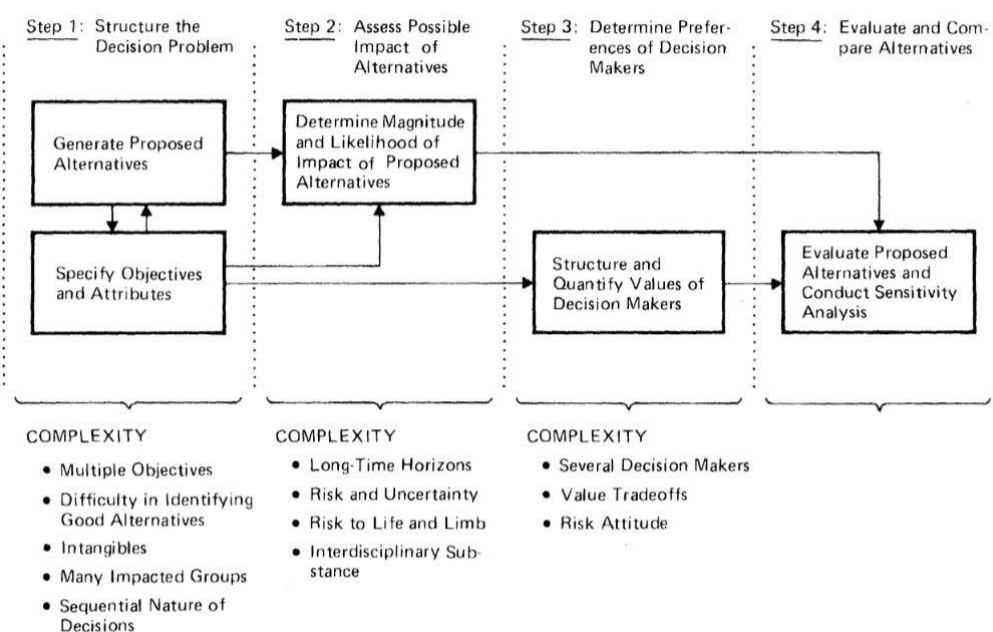 Step 1: Structure the
Decision Problem
Step 2: Assess Possible
Impact of
Alternatives
Step 3: Determine Prefer-
ences of Decision
Makers
Step 4: Evaluate and Com-
pare Alternatives
Generate Proposed
Alternatives
Determine Magnitude
and Likelihood of
Impact of Proposed
Alternatives
Specify Objectives
and Attributes
Structure and
Quantify Values of
Decision Makers
Evaluate Proposed
Alternatives and
Conduct Sensitivity
Analysis
COMPLEXITY
• Multiple Objectives
• Difficulty in Identifying
Good Alternatives
• Intangibles
• Many Impacted Groups
• Sequential Nature of
Decisions
COMPLEXITY
• Long-Time Horizons
• Risk and Uncertainty
• Risk to Life and Limb
• Interdisciplinary Sub-
stance
COMPLEXITY
• Several Decision Makers
• Value Tradeoffs
• Risk Attitude